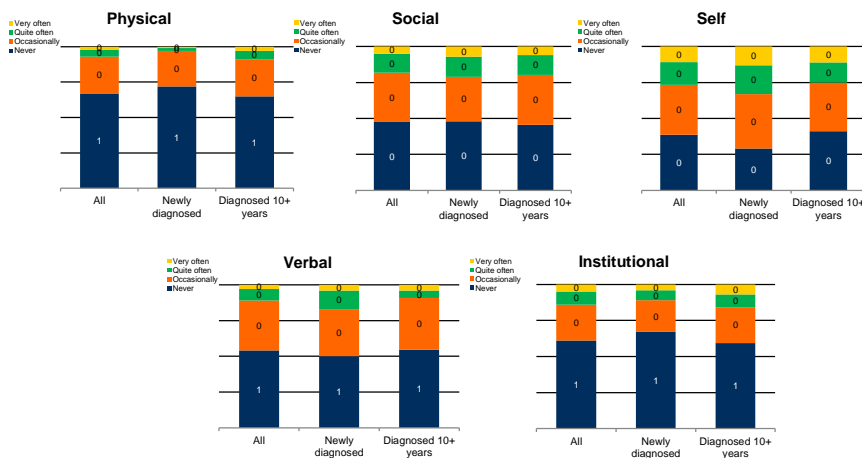 Physical
Very often
Quite often
Occasionally
Never
0 0 0
0 0 0
0 0 0
1 1 1
All
Newly diagnosed
Diagnosed 10+ years
Social
Very often
Quite often
Occasionally
Never
0 0 0
0 0 0
0 0 0
0 0 0
All
Newly diagnosed
Diagnosed 10+ years
Self
Very often
Quite often
Occasionally
Never
0 0 0
0 0 0
0 0 0
0 0 0
All
Newly diagnosed
Diagnosed 10+ years
Verbal
Very often
Quite often
Occasionally
Never
0 0 0
0 0 0
0 0 0
1 1 1
All
Newly diagnosed
Diagnosed 10+ years
Institutional
Very often
Quite often
Occasionally
Never
0 0 0
0 0 0
0 0 0
1 1 1
All
Newly diagnosed
Diagnosed 10+ years